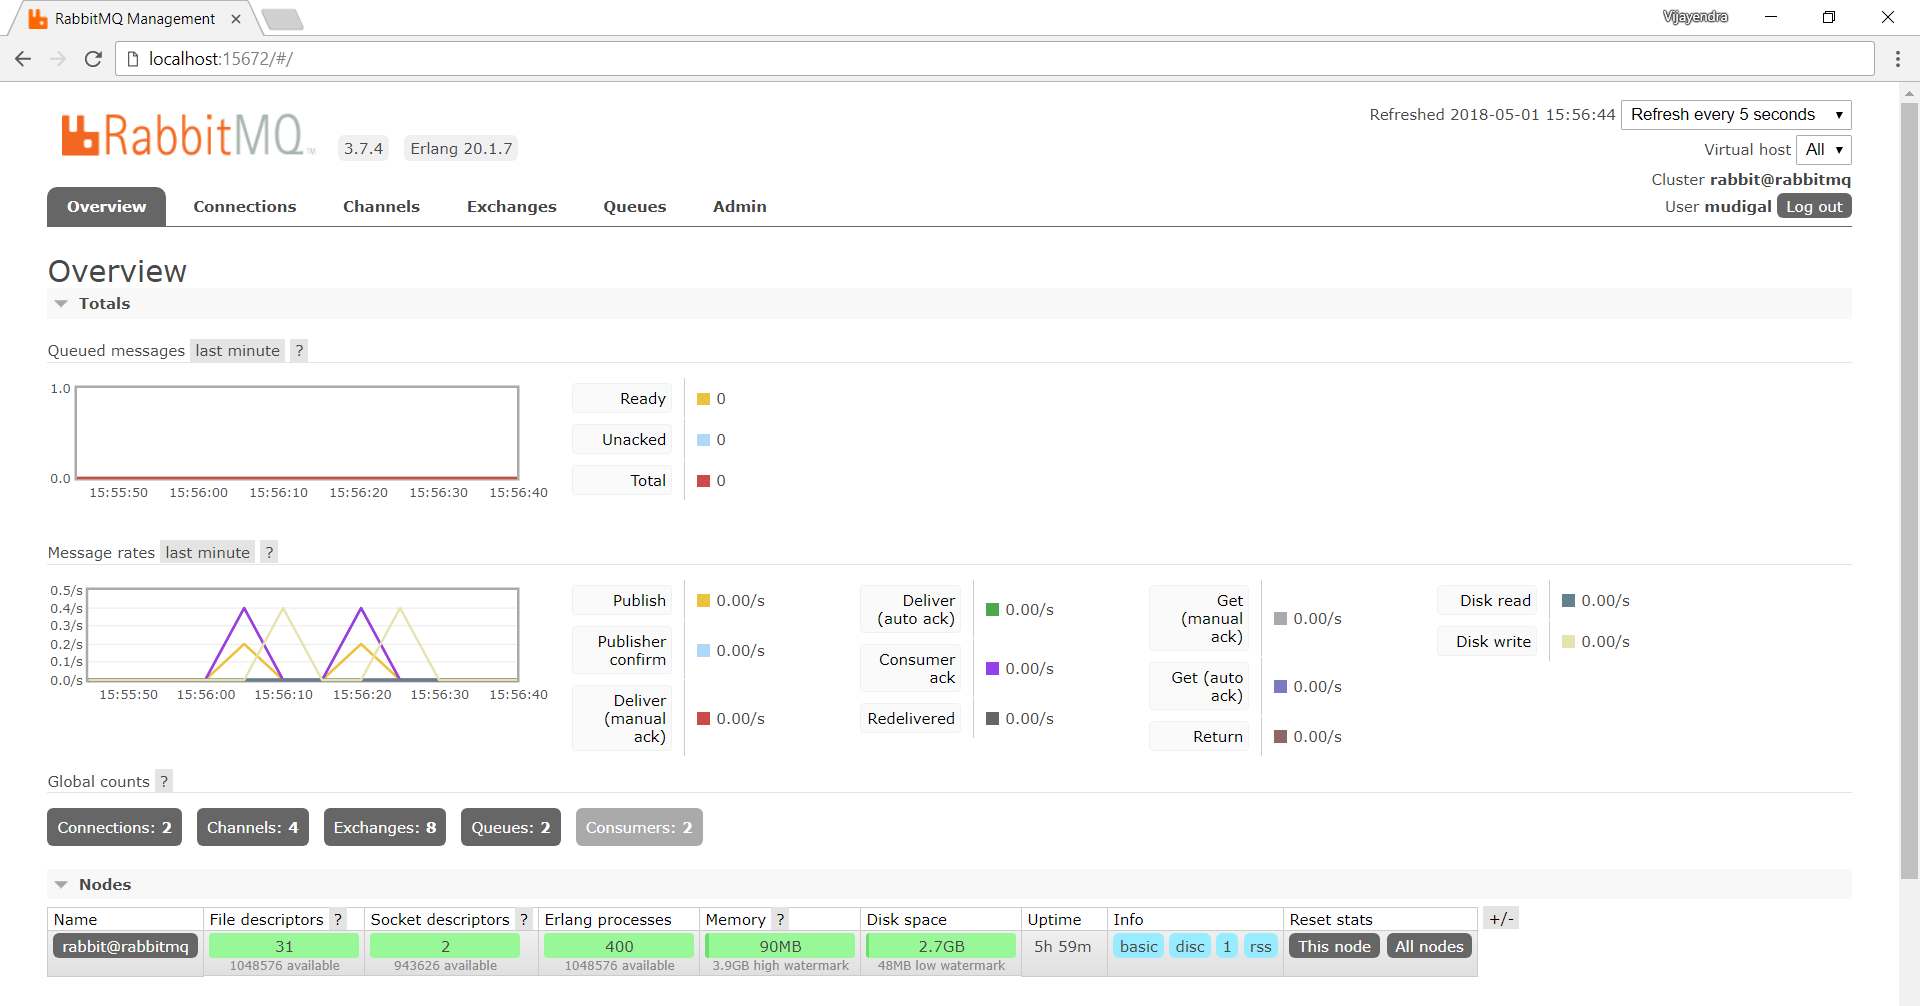 RabbitMQ Management
Vijayendra
localhost:15672/#/
RabbitMQ™ 3.7.4 Erlang 20.1.7
Refreshed 2018-05-01 15:56:44 Refresh every 5 seconds
Virtual host All
Cluster rabbit@rabbitmq
User mudigal Log out
Overview Connections Channels Exchanges Queues Admin
Overview
Totals
Queued messages last minute ?
1.0
0.0
15:55:50 15:56:00 15:56:10 15:56:20 15:56:30 15:56:40
Ready 0
Unacked 0
Total 0
Message rates last minute ?
0.5/s
0.4/s
0.3/s
0.2/s
0.1/s
0.0/s
15:55:50 15:56:00 15:56:10 15:56:20 15:56:30 15:56:40
Publish 0.00/s
Publisher
confirm 0.00/s
Deliver
(manual
ack) 0.00/s
Deliver
(auto ack) 0.00/s
Consumer
ack 0.00/s
Redelivered 0.00/s
Get
(manual
ack) 0.00/s
Get (auto
ack) 0.00/s
Return 0.00/s
Disk read 0.00/s
Disk write 0.00/s
Global counts ?
Connections: 2 Channels: 4 Exchanges: 8 Queues: 2 Consumers: 2
Nodes
Name File descriptors ? Socket descriptors ? Erlang processes Memory ? Disk space Uptime Info Reset stats +/-
rabbit@rabbitmq 31 2 400 90MB 2.7GB 5h 59m basic disc 1 rss This node All nodes
1048576 available 943626 available 1048576 available 3.9GB high watermark 48MB low watermark